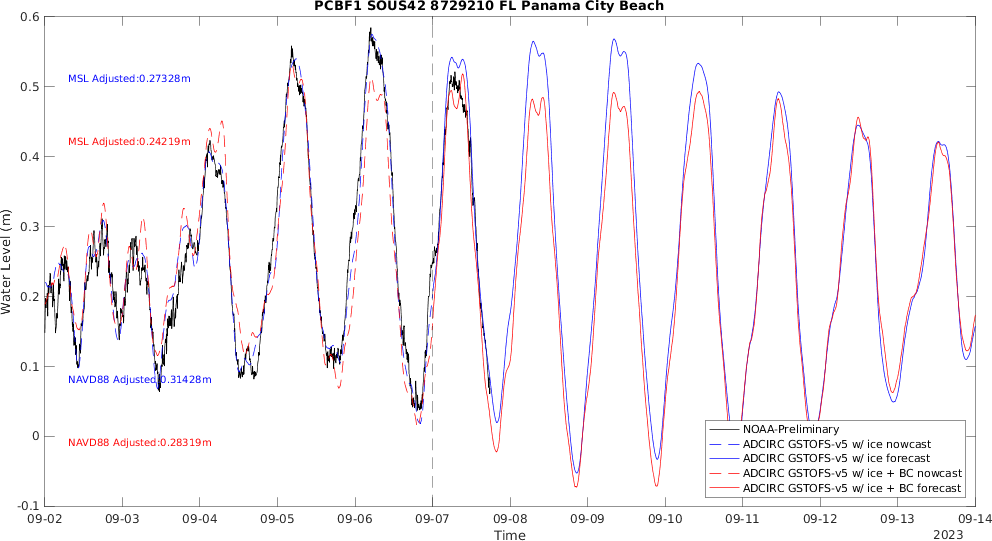 PCBF1 SOUS42 8729210 FL Panama City Beach
0.6
0.5
0.4
0.3
0.2
0.1
0
-0.1
Water Level (m)
MSL Adjusted:0.27328m
MSL Adjusted:0.24219m
NAVD88 Adjusted:0.31428m
NAVD88 Adjusted:0.28319m
NOAA-Preliminary
ADCIRC GSTOFS-v5 w/ ice nowcast
ADCIRC GSTOFS-v5 w/ ice forecast
ADCIRC GSTOFS-v5 w/ ice + BC nowcast
ADCIRC GSTOFS-v5 w/ ice + BC forecast
09-02 09-03 09-04 09-05 09-06 09-07 09-08 09-09 09-10 09-11 09-12 09-13 09-14
Time
2023